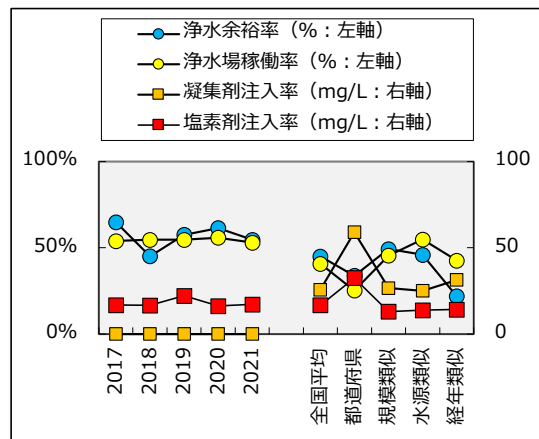 浄水余裕率（%：左軸）
浄水場稼働率（%：左軸）
凝集剤注入率（mg/L：右軸）
塩素剤注入率（mg/L：右軸）
100%
50%
0%
100
50
0
2017
2018
2019
2020
2021
全国平均
都道府県
規模類似
水源類似
経年類似